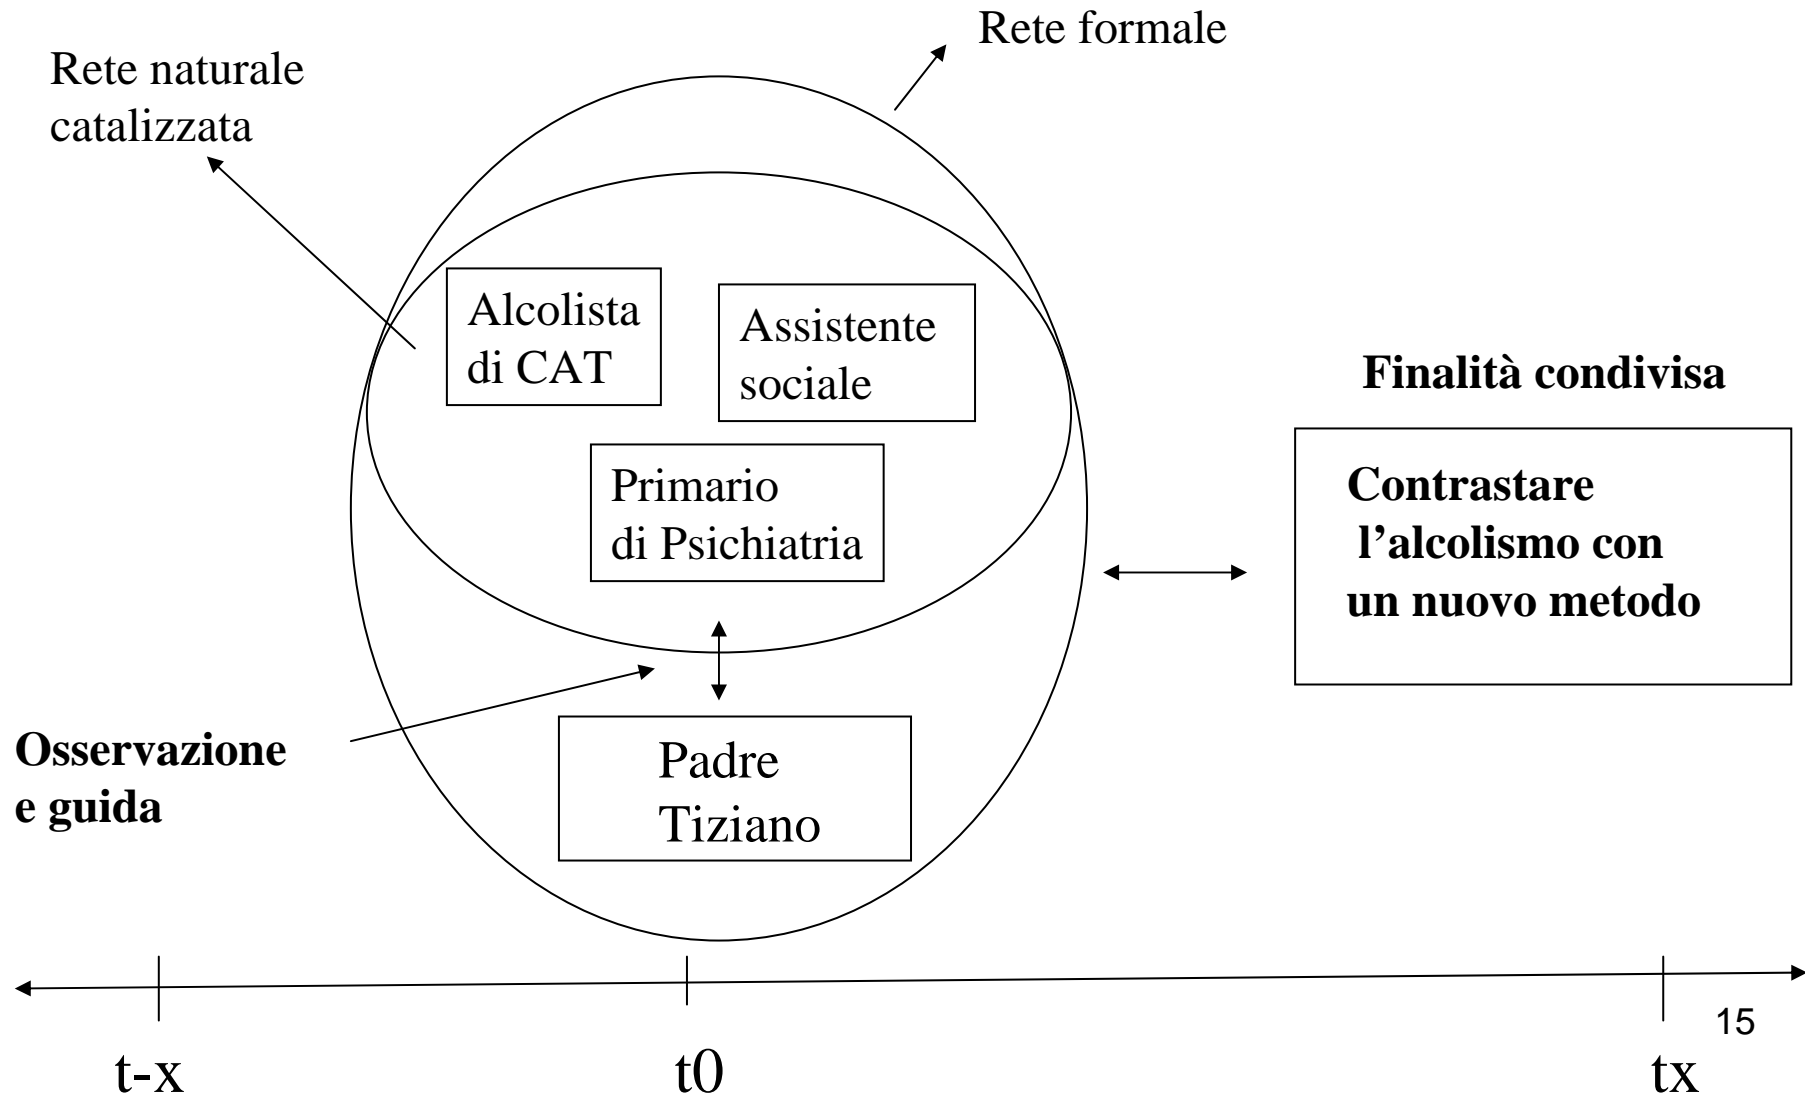 Rete formale
Rete naturale
catalizzata
Alcolista
di CAT
Assistente
sociale
Primario
di Psichiatria
Finalità condivisa
Contrastare
l’alcolismo con
un nuovo metodo
Osservazione
e guida
Padre
Tiziano
15
t-x
t0
tx